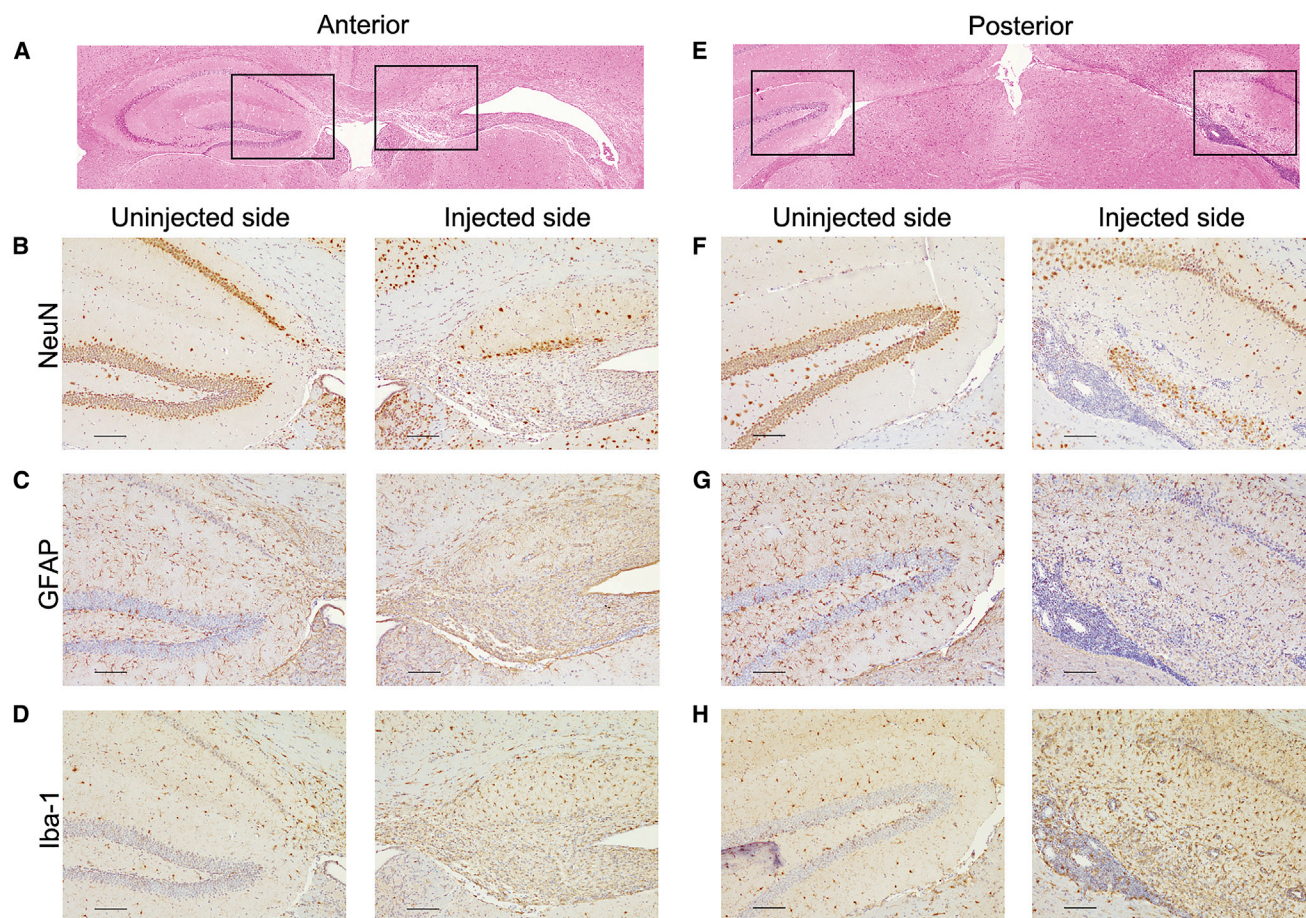 Anterior
Posterior
A
E
Uninjected side
Injected side
Uninjected side
Injected side
B
F
NeuN
C
G
GFAP
D
H
Iba-1